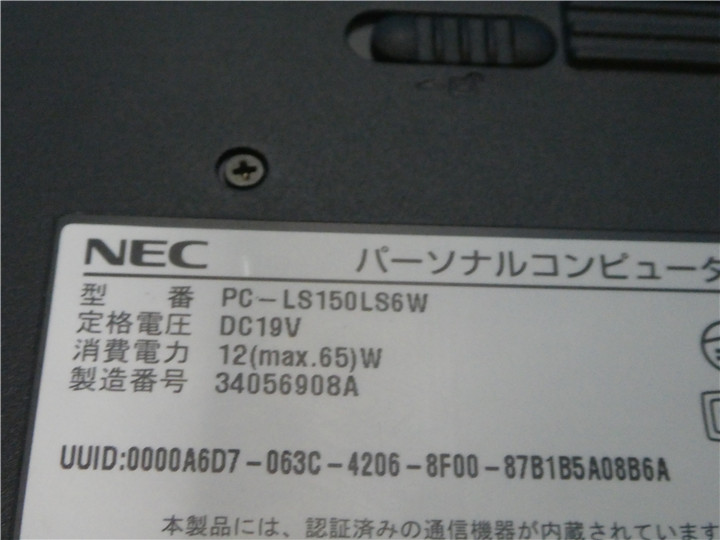 NEC パーソナルコンピュータ
型 番 PC-LS150LS6W
定格電圧 DC19V
消費電力 12(max.65)W
製造番号 34056908A
UUID:0000A6D7-063C-4206-8F00-87B1B5A08B6A
本製品には、認証済みの通信機器が内蔵されています